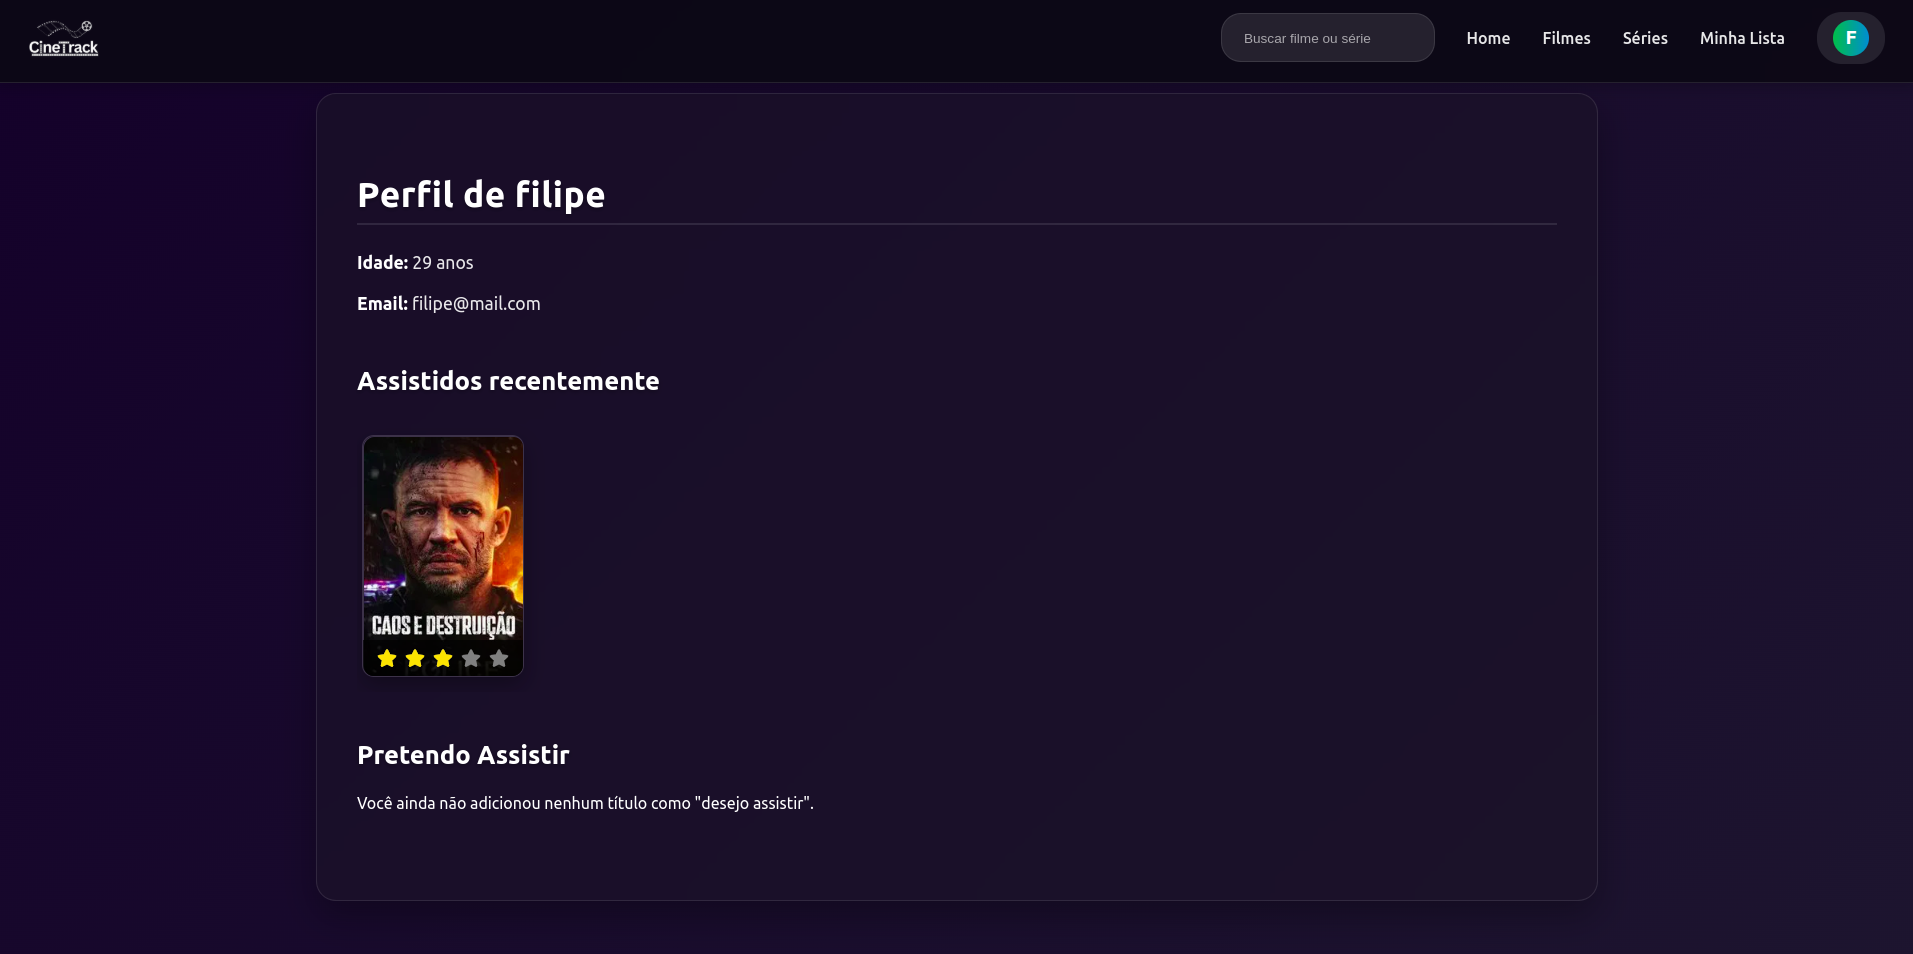 CineTrack
Buscar filme ou série
Home
Filmes
Séries
Minha Lista
F
Perfil de filipe
Idade: 29 anos
Email: filipe@mail.com
Assistidos recentemente
CAOS E DESTRUIÇÃO
Pretendo Assistir
Você ainda não adicionou nenhum título como "desejo assistir".